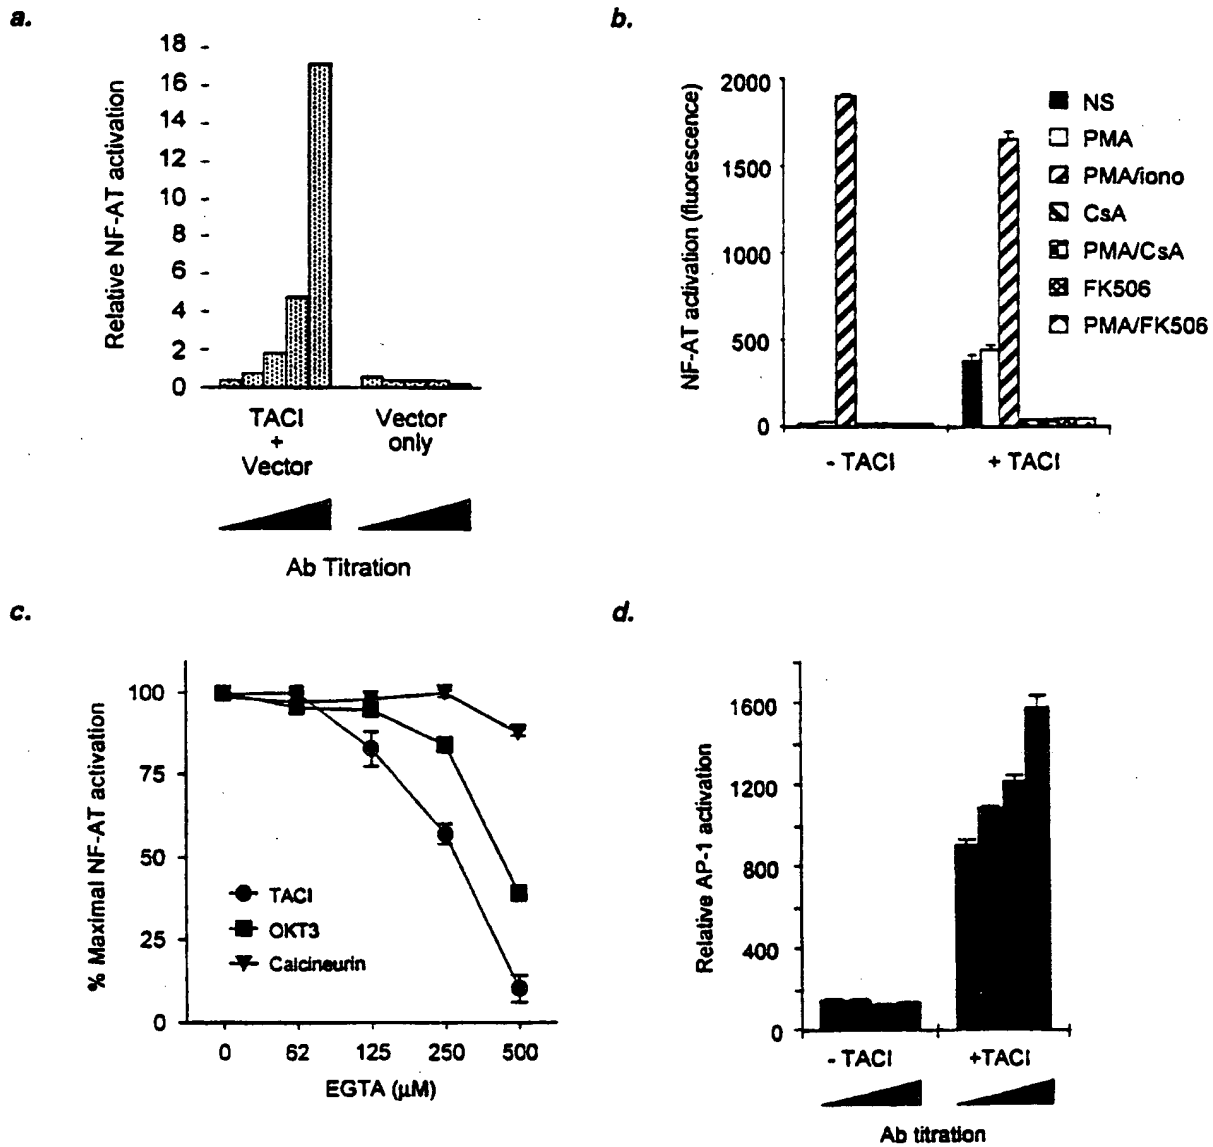 a.
Relative NF-AT activation
18
16
14
12
10
8
6
4
2
0
TACI
+
Vector
Vector
only
Ab Titration
b.
NF-AT activation (fluorescence)
2000
1500
1000
500
0
- TACI
+ TACI
NS
PMA
PMA/iono
CsA
PMA/CsA
FK506
PMA/FK506
c.
% Maximal NF-AT activation
100
75
50
25
0
TACI
OKT3
Calcineurin
0 62 125 250 500
EGTA (μM)
d.
Relative AP-1 activation
1600
1200
800
400
0
- TACI
+TACI
Ab titration